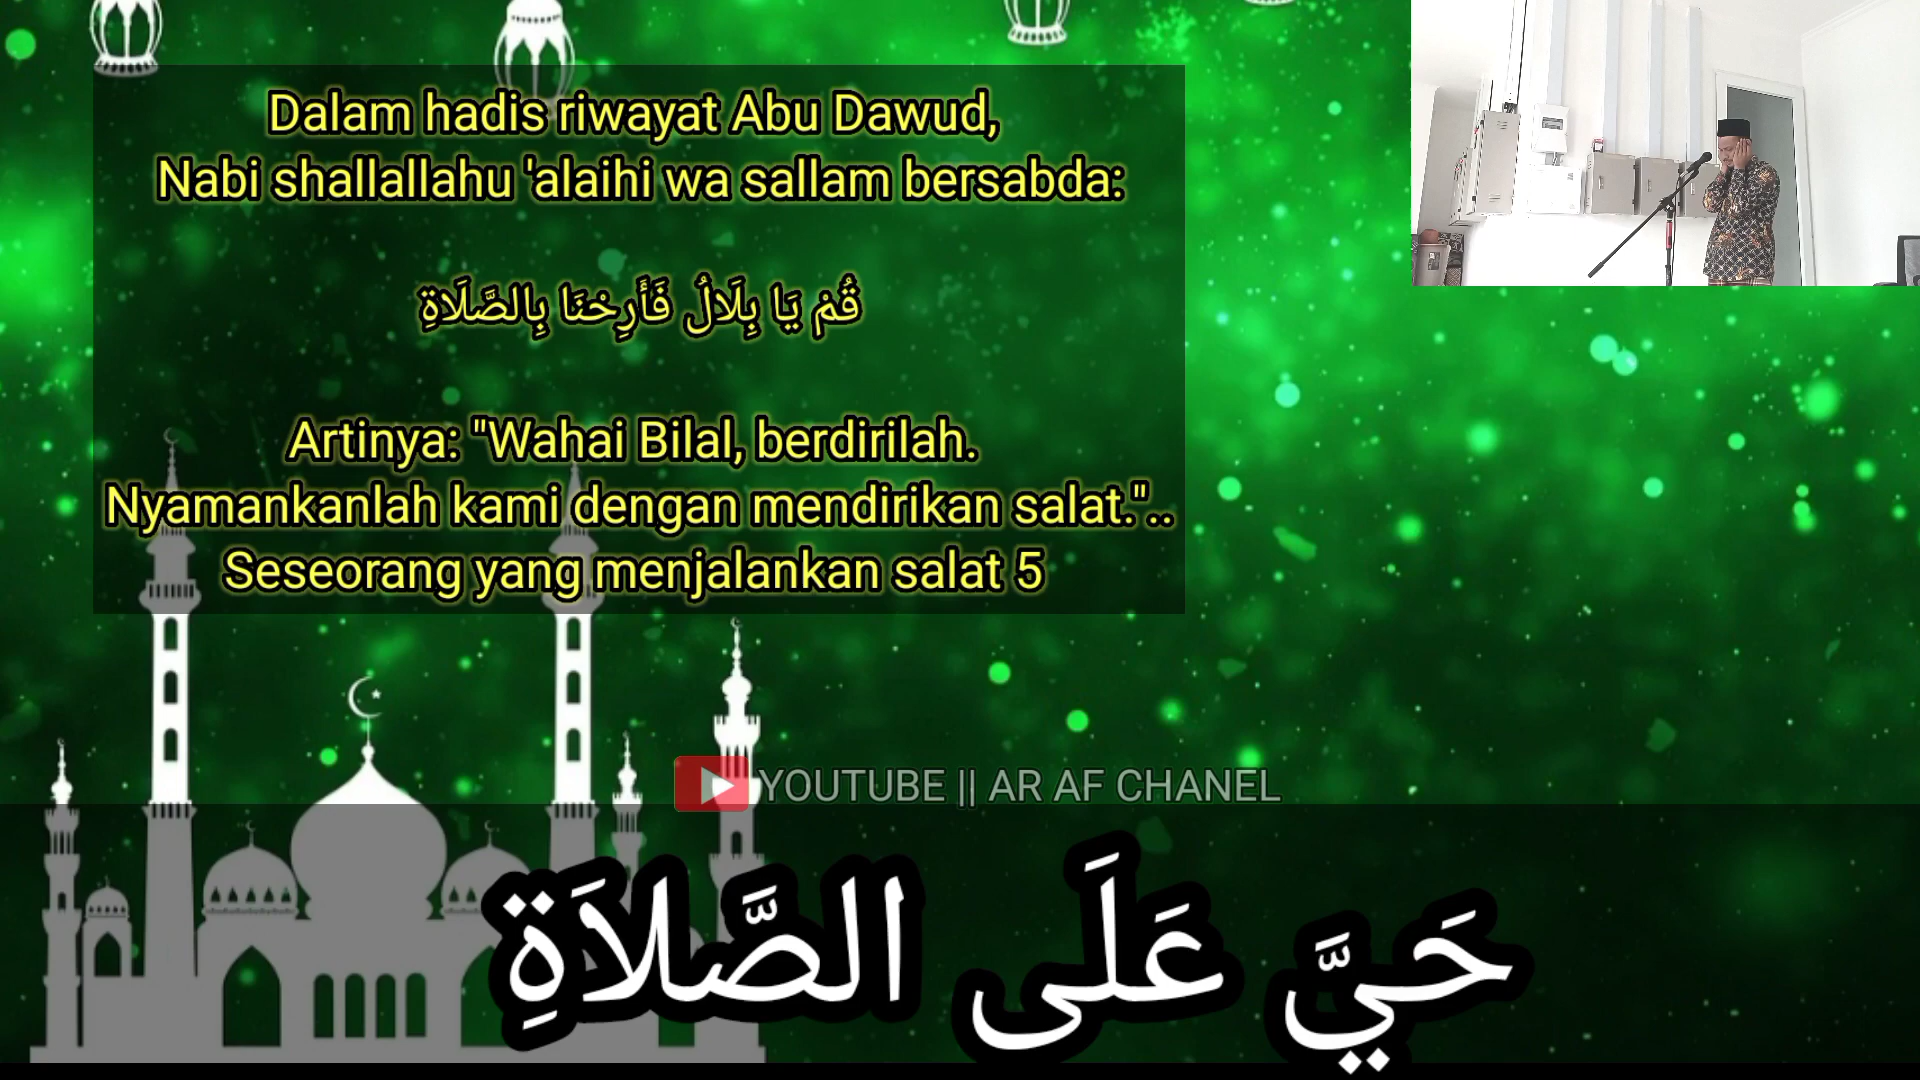 Dalam hadis riwayat Abu Dawud,
Nabi shallallahu 'alaihi wa sallam bersabda:
قُمْ يَا بِلَالُ فَأَرِحْنَا بِالصَّلَاةِ
Artinya: "Wahai Bilal, berdirilah.
Nyamankanlah kami dengan mendirikan salat."..
Seseorang yang menjalankan salat 5
YOUTUBE || AR AF CHANEL
حَيَّ عَلَى الصَّلاَةِ